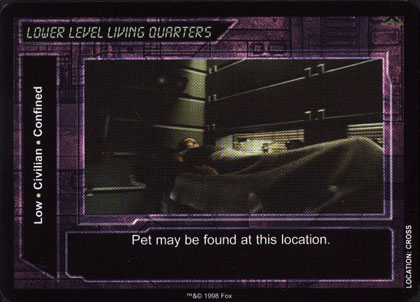 LOWER LEVEL LIVING QUARTERS
Low • Civilian • Confined
Pet may be found at this location.
™&© 1998 Fox
LOCATION: CROSS